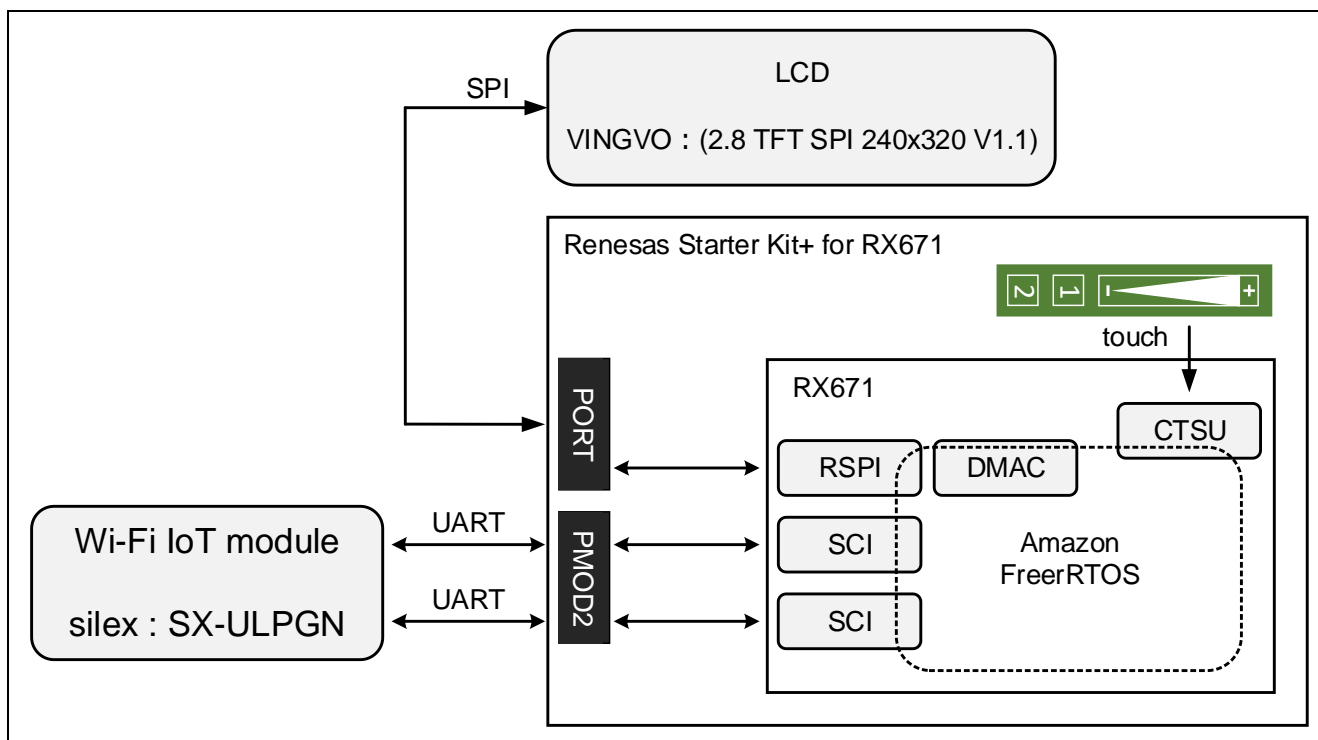 LCD
SPI
VINGVO : (2.8 TFT SPI 240x320 V1.1)
Renesas Starter Kit+ for RX671
2 1 - +
touch
RX671
PORT
CTSU
RSPI
DMAC
UART
Wi-Fi IoT module
PMOD2
SCI
Amazon
FreerRTOS
UART
silex : SX-ULPGN
SCI